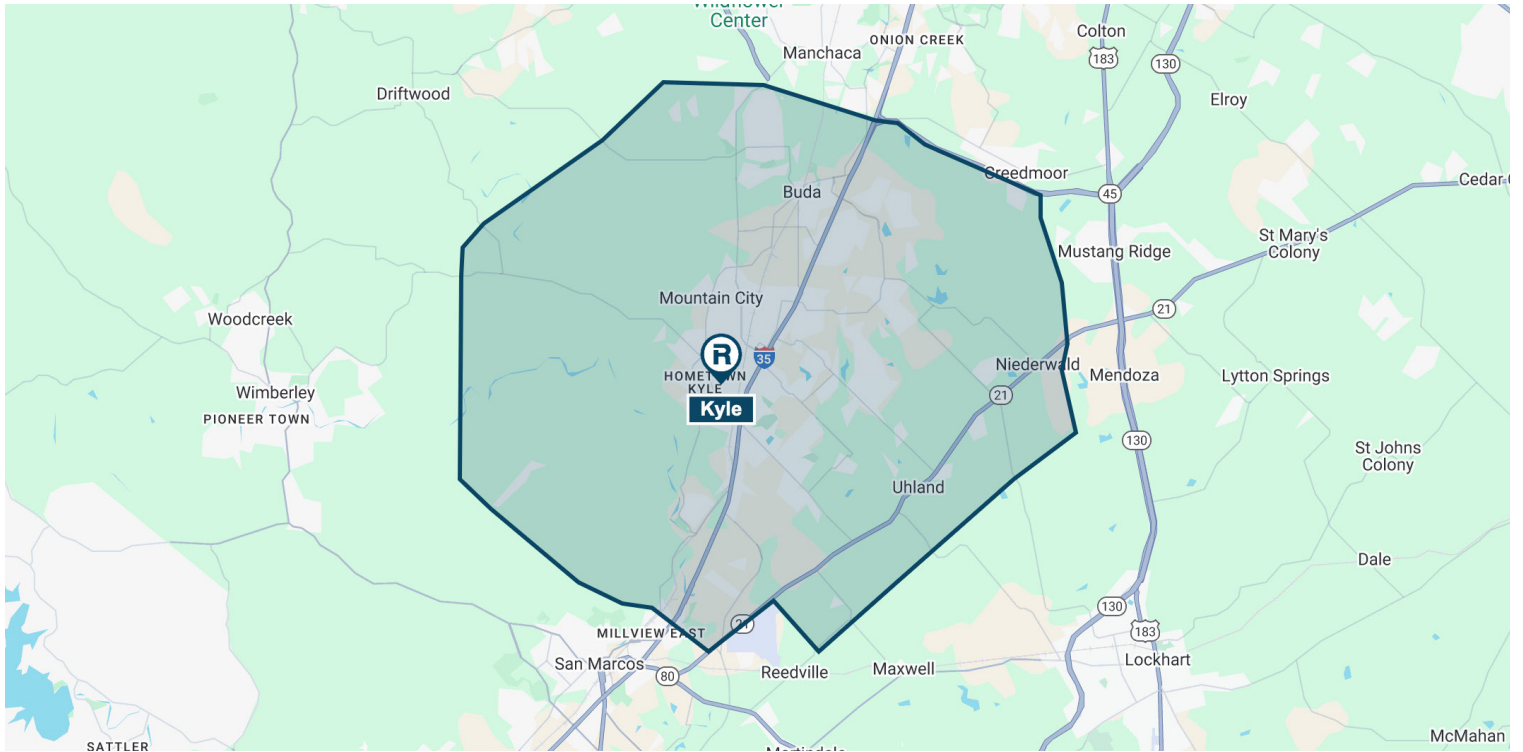 Wildflower
Center
Manchaca
ONION CREEK
Colton
183
130
Driftwood
Elroy
Creedmoor
Cedar
45
Buda
St Mary's
Colony
Mustang Ridge
Mountain City
21
Woodcreek
R
35
HOMETOWN
KYLE
Kyle
Niederwald
Mendoza
Lytton Springs
Wimberley
PIONEER TOWN
21
130
St Johns
Colony
Uhland
Dale
130
21
183
MILLVIEW EAST
San Marcos
80
Reedville
Maxwell
Lockhart
McMahan
SATTLER
Martindale